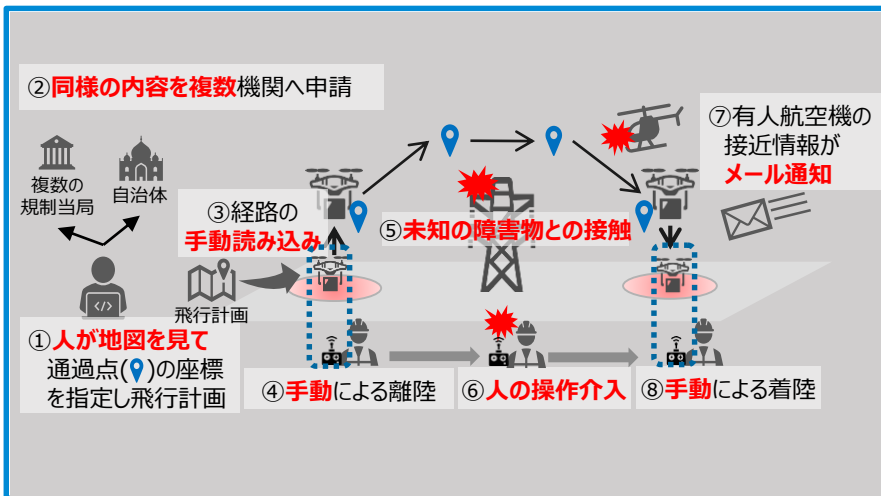 ②同様の内容を複数機関へ申請
複数の
規制当局
自治体
③経路の
手動読み込み
⑤未知の障害物との接触
⑦有人航空機の
接近情報が
メール通知
飛行計画
①人が地図を見て
通過点( )の座標
を指定し飛行計画
④手動による離陸
⑥人の操作介入
⑧手動による着陸